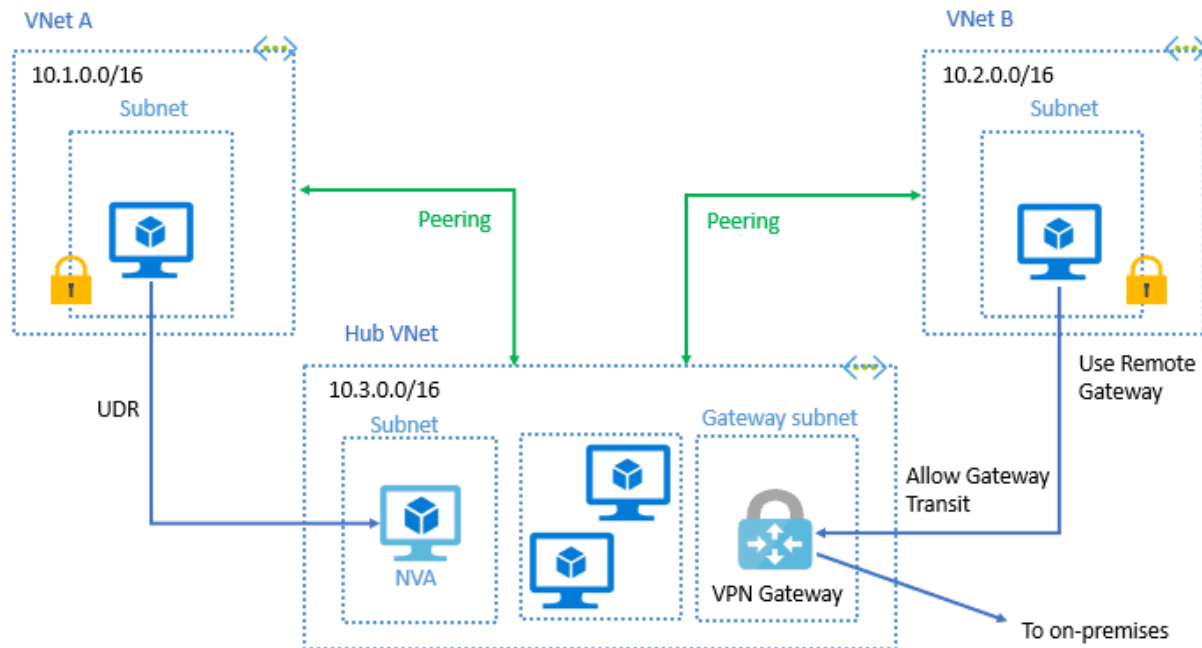 VNet A
VNet B
10.1.0.0/16
10.2.0.0/16
Subnet
Subnet
Peering
Peering
Hub VNet
Use Remote
Gateway
UDR
10.3.0.0/16
Subnet
Gateway subnet
Allow Gateway
Transit
NVA
VPN Gateway
To on-premises